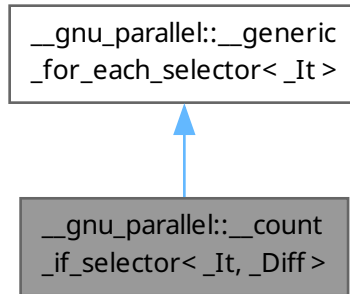 __gnu_parallel::__generic
_for_each_selector< _It >
__gnu_parallel::__count
_if_selector< _It, _Diff >